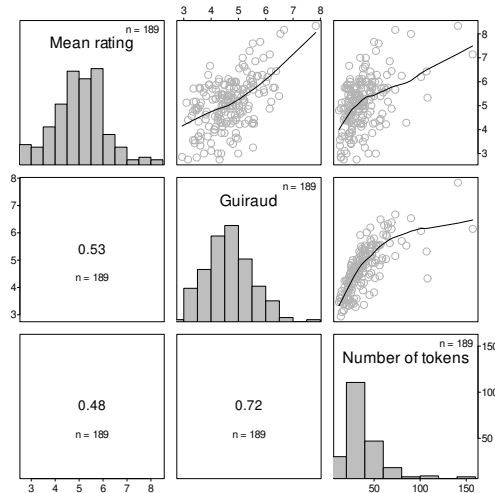 3 4 5 6 7 8
n = 189
Mean rating
8
7
6
5
4
3
8
7
6
5
4
3
0.53
n = 189
n = 189
Guiraud
0.48
n = 189
0.72
n = 189
n = 189
Number of tokens
150
100
50
3 4 5 6 7 8
50 100 150